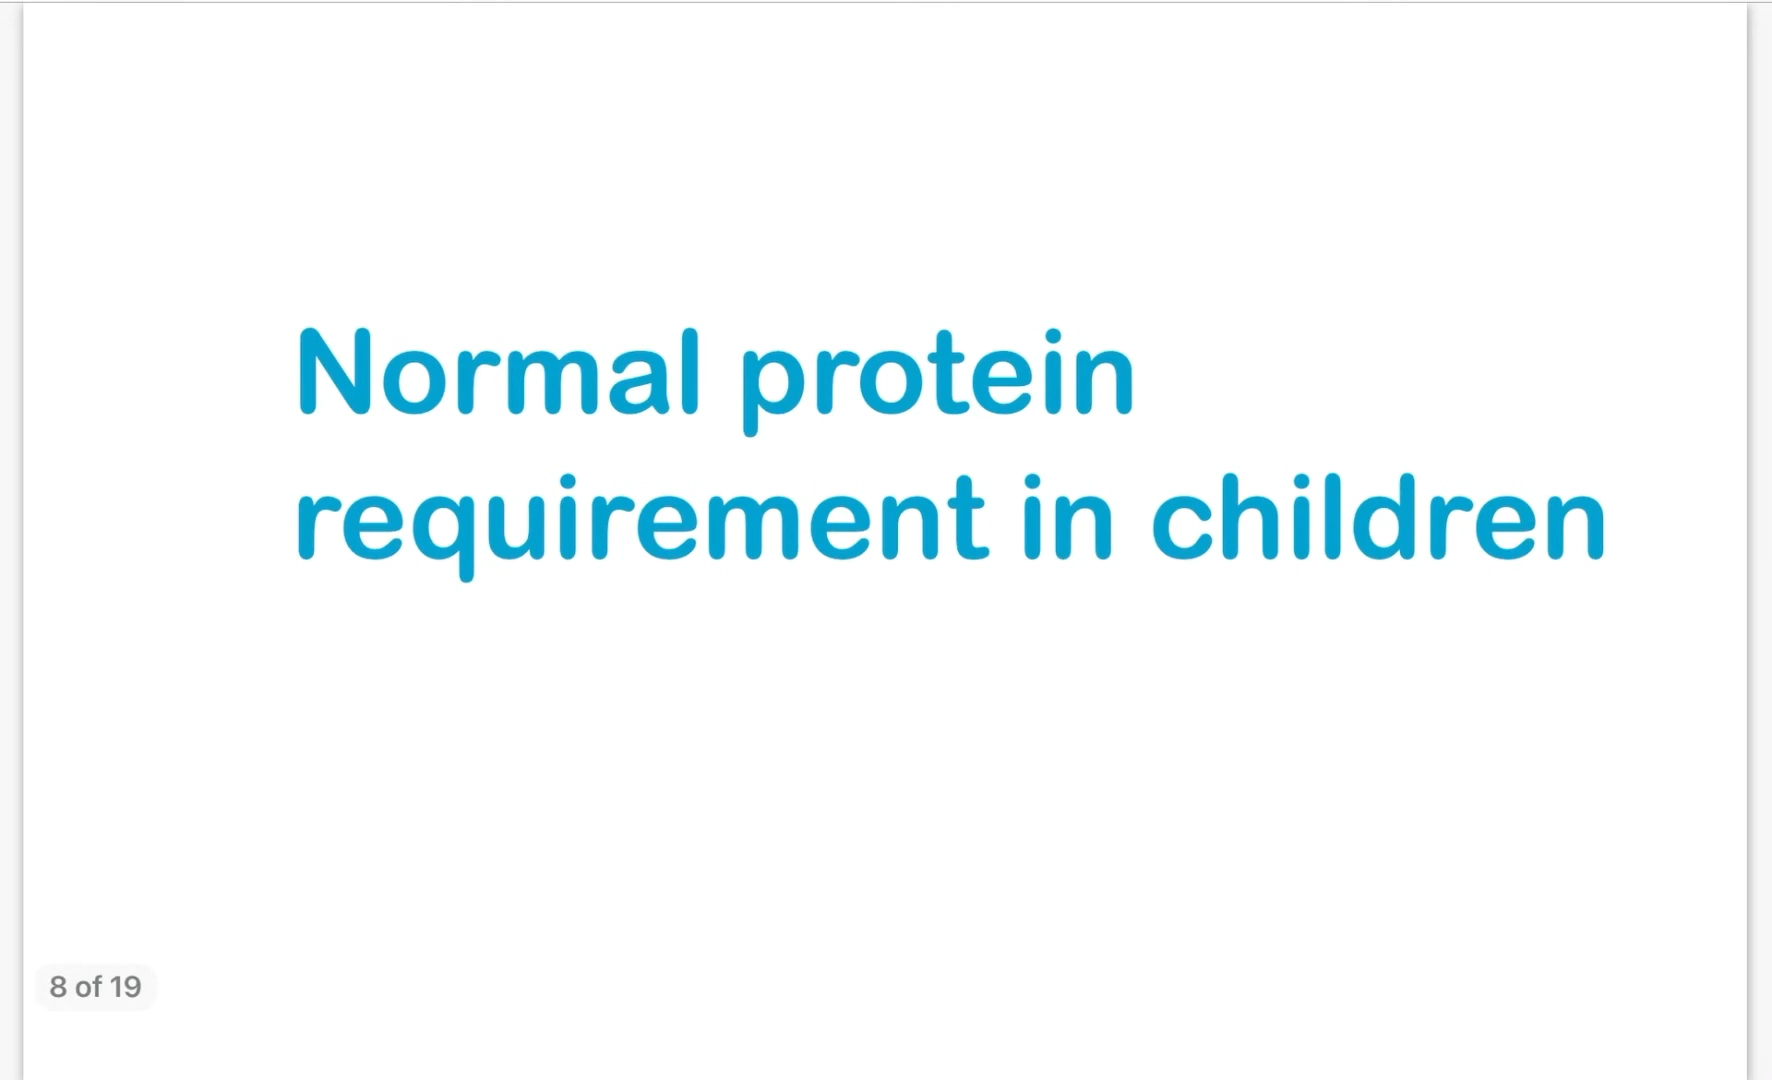 Normal protein
requirement in children
8 of 19